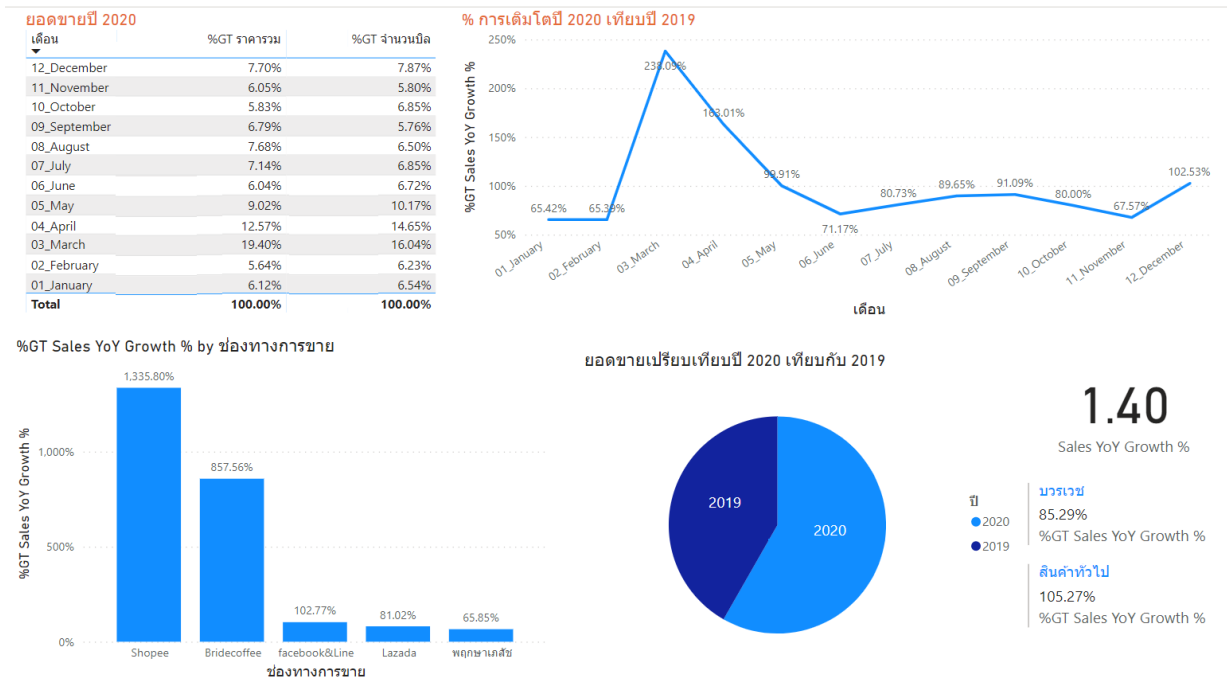 ยอดขายปี 2020
เดือน %GT ราคารวม %GT จำนวนบิล
12_December 7.70% 7.87%
11_November 6.05% 5.80%
10_October 5.83% 6.85%
09_September 6.79% 5.76%
08_August 7.68% 6.50%
07_July 7.14% 6.85%
06_June 6.04% 6.72%
05_May 9.02% 10.17%
04_April 12.57% 14.65%
03_March 19.40% 16.04%
02_February 5.64% 6.23%
01_January 6.12% 6.54%
Total 100.00% 100.00%
% การเติมโตปี 2020 เทียบปี 2019
%GT Sales YoY Growth %
250%
200%
150%
100%
50%
65.42%
65.39%
238.09%
163.01%
99.91%
71.17%
80.73%
89.65%
91.09%
80.00%
67.57%
102.53%
01_January
02_February
03_March
04_April
05_May
06_June
07_July
08_August
09_September
10_October
11_November
12_December
เดือน
%GT Sales YoY Growth % by ช่องทางการขาย
%GT Sales YoY Growth %
1,000%
500%
0%
1,335.80%
857.56%
102.77%
81.02%
65.85%
Shopee
Bridecoffee
facebook&Line
Lazada
พฤกษาเภสัช
ช่องทางการขาย
ยอดขายเปรียบเทียบปี 2020 เทียบกับ 2019
2019
2020
ปี
2020
2019
1.40
Sales YoY Growth %
บวรเวช
85.29%
%GT Sales YoY Growth %
สินค้าทั่วไป
105.27%
%GT Sales YoY Growth %